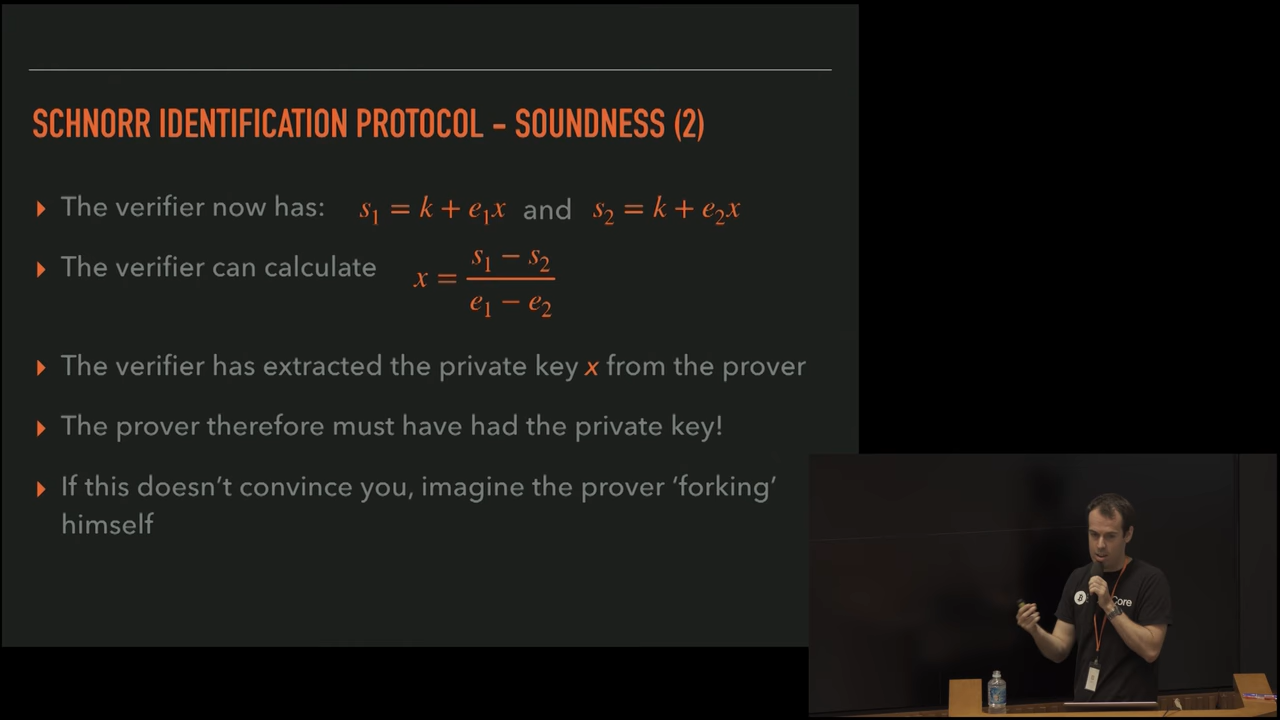 SCHNORR IDENTIFICATION PROTOCOL – SOUNDNESS (2)
The verifier now has: s₁ = k + e₁x and s₂ = k + e₂x
The verifier can calculate x = (s₁ − s₂) / (e₁ − e₂)
The verifier has extracted the private key x from the prover
The prover therefore must have had the private key!
If this doesn't convince you, imagine the prover 'forking'
himself
Core